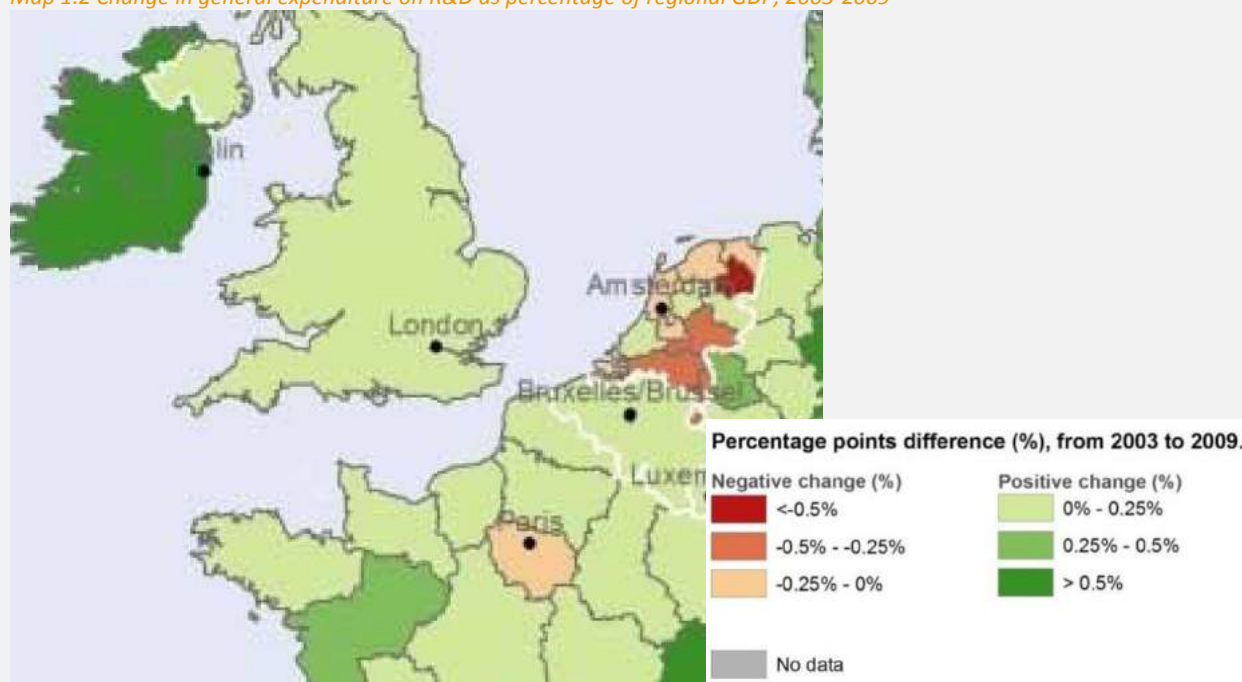 Map 1.2 Change in general expenditure on R&D as percentage of regional GDP, 2003-2009
lin
Amsterdam
London
Bruxelles/Brussel
Luxem
Paris
Percentage points difference (%), from 2003 to 2009.
Negative change (%)
<-0.5%
-0.5% - -0.25%
-0.25% - 0%
Positive change (%)
0% - 0.25%
0.25% - 0.5%
> 0.5%
No data